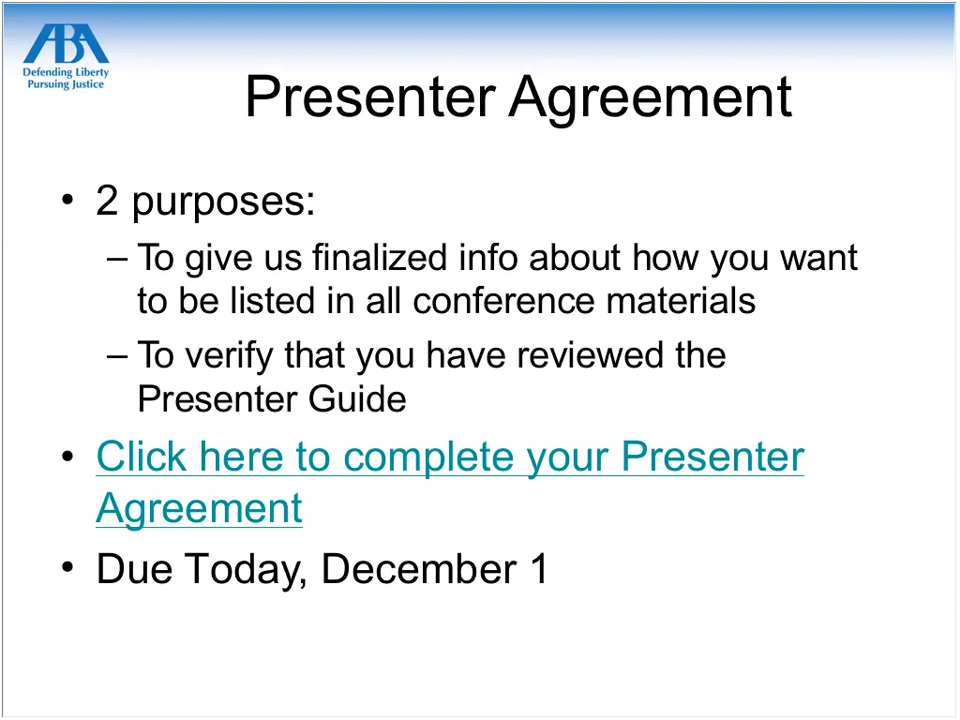 ABA
Defending Liberty
Pursuing Justice
Presenter Agreement
• 2 purposes:
– To give us finalized info about how you want
to be listed in all conference materials
– To verify that you have reviewed the
Presenter Guide
• Click here to complete your Presenter
Agreement
• Due Today, December 1